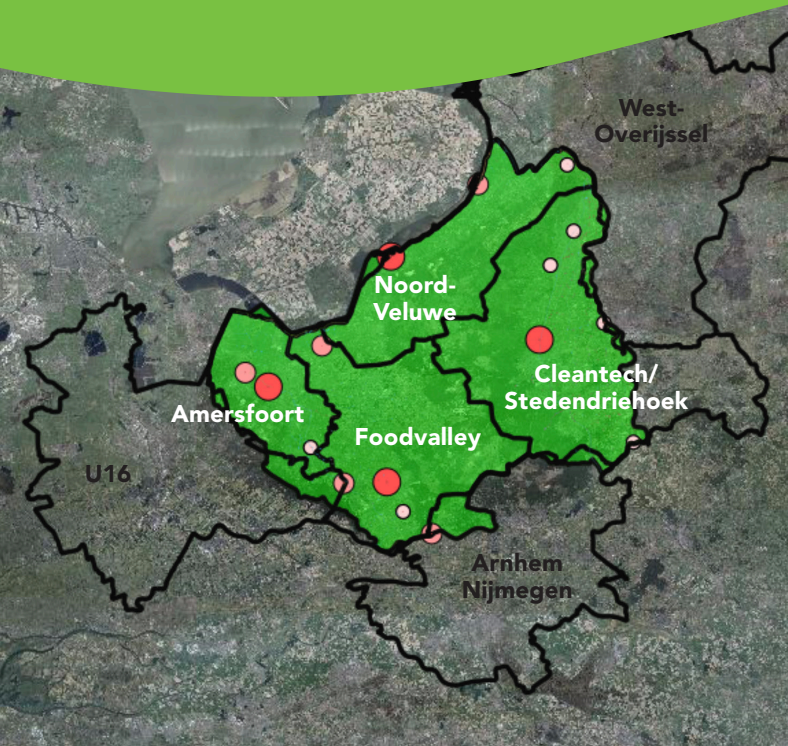 West-
Overijssel
Noord-
Veluwe
Cleantech/
Stedendriehoek
Amersfoort
Foodvalley
U16
Arnhem
Nijmegen